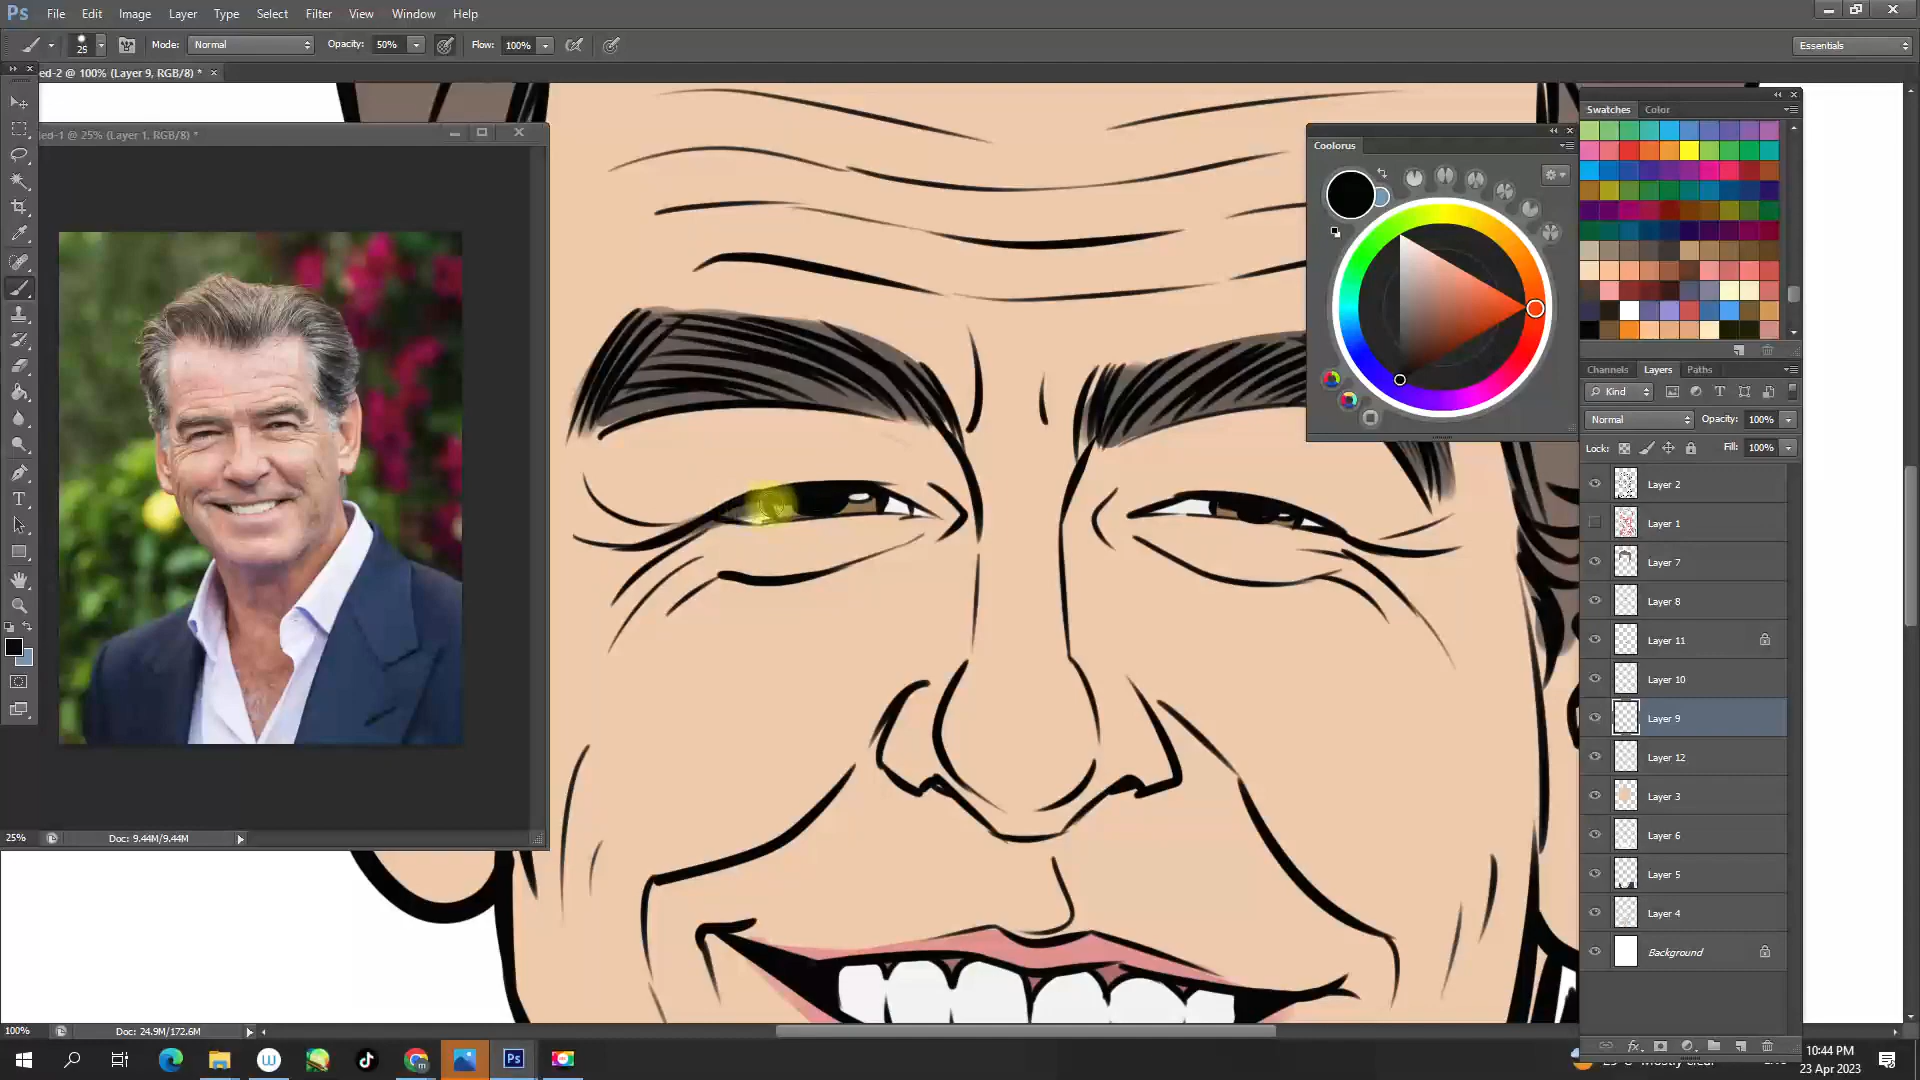 Ps File Edit Image Layer Type Select Filter Extension View Window Help
25 Mode: Normal Opacity: 50% Flow: 100% Essentials
ed-2 @ 100% (Layer 9, RGB/8) *
Swatches Color
led-1 @ 25% (Layer 1, RGB/8) *
Coolorus
Channels Layers Paths
Kind
Normal Opacity: 100%
Lock: Fill: 100%
Layer 2
Layer 1
Layer 7
Layer 8
Layer 11
Layer 10
Layer 9
Layer 12
Layer 3
Layer 6
Layer 5
Layer 4
Background
25% Doc: 9.44M/9.44M
100% Doc: 24.9M/172.6M
Ps
10:44 PM
23 Apr 2023